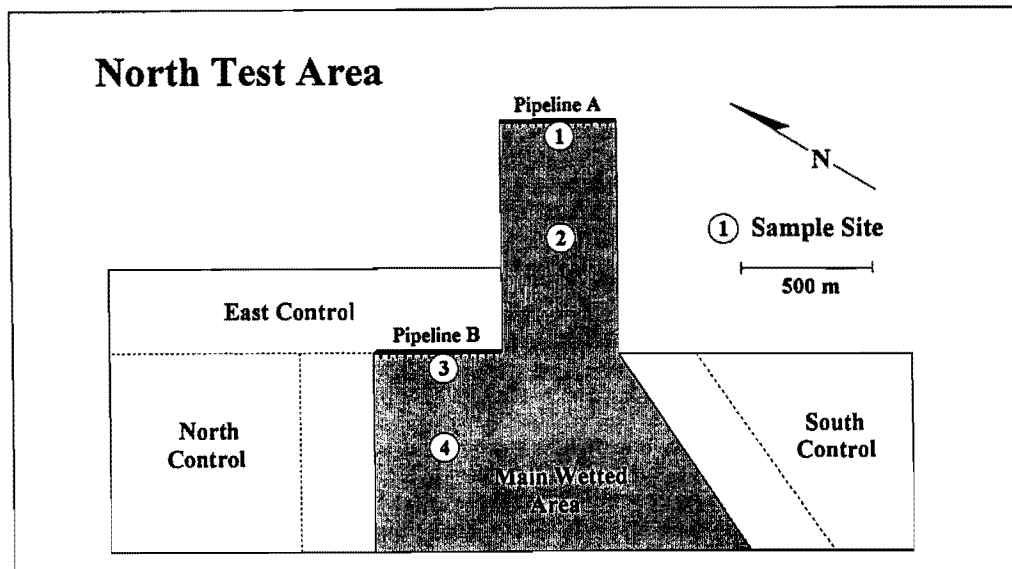 North Test Area
Pipeline A
1
N
2
1 Sample Site
500 m
East Control
Pipeline B
3
North
Control
4
South
Control
Main Wetted
Area